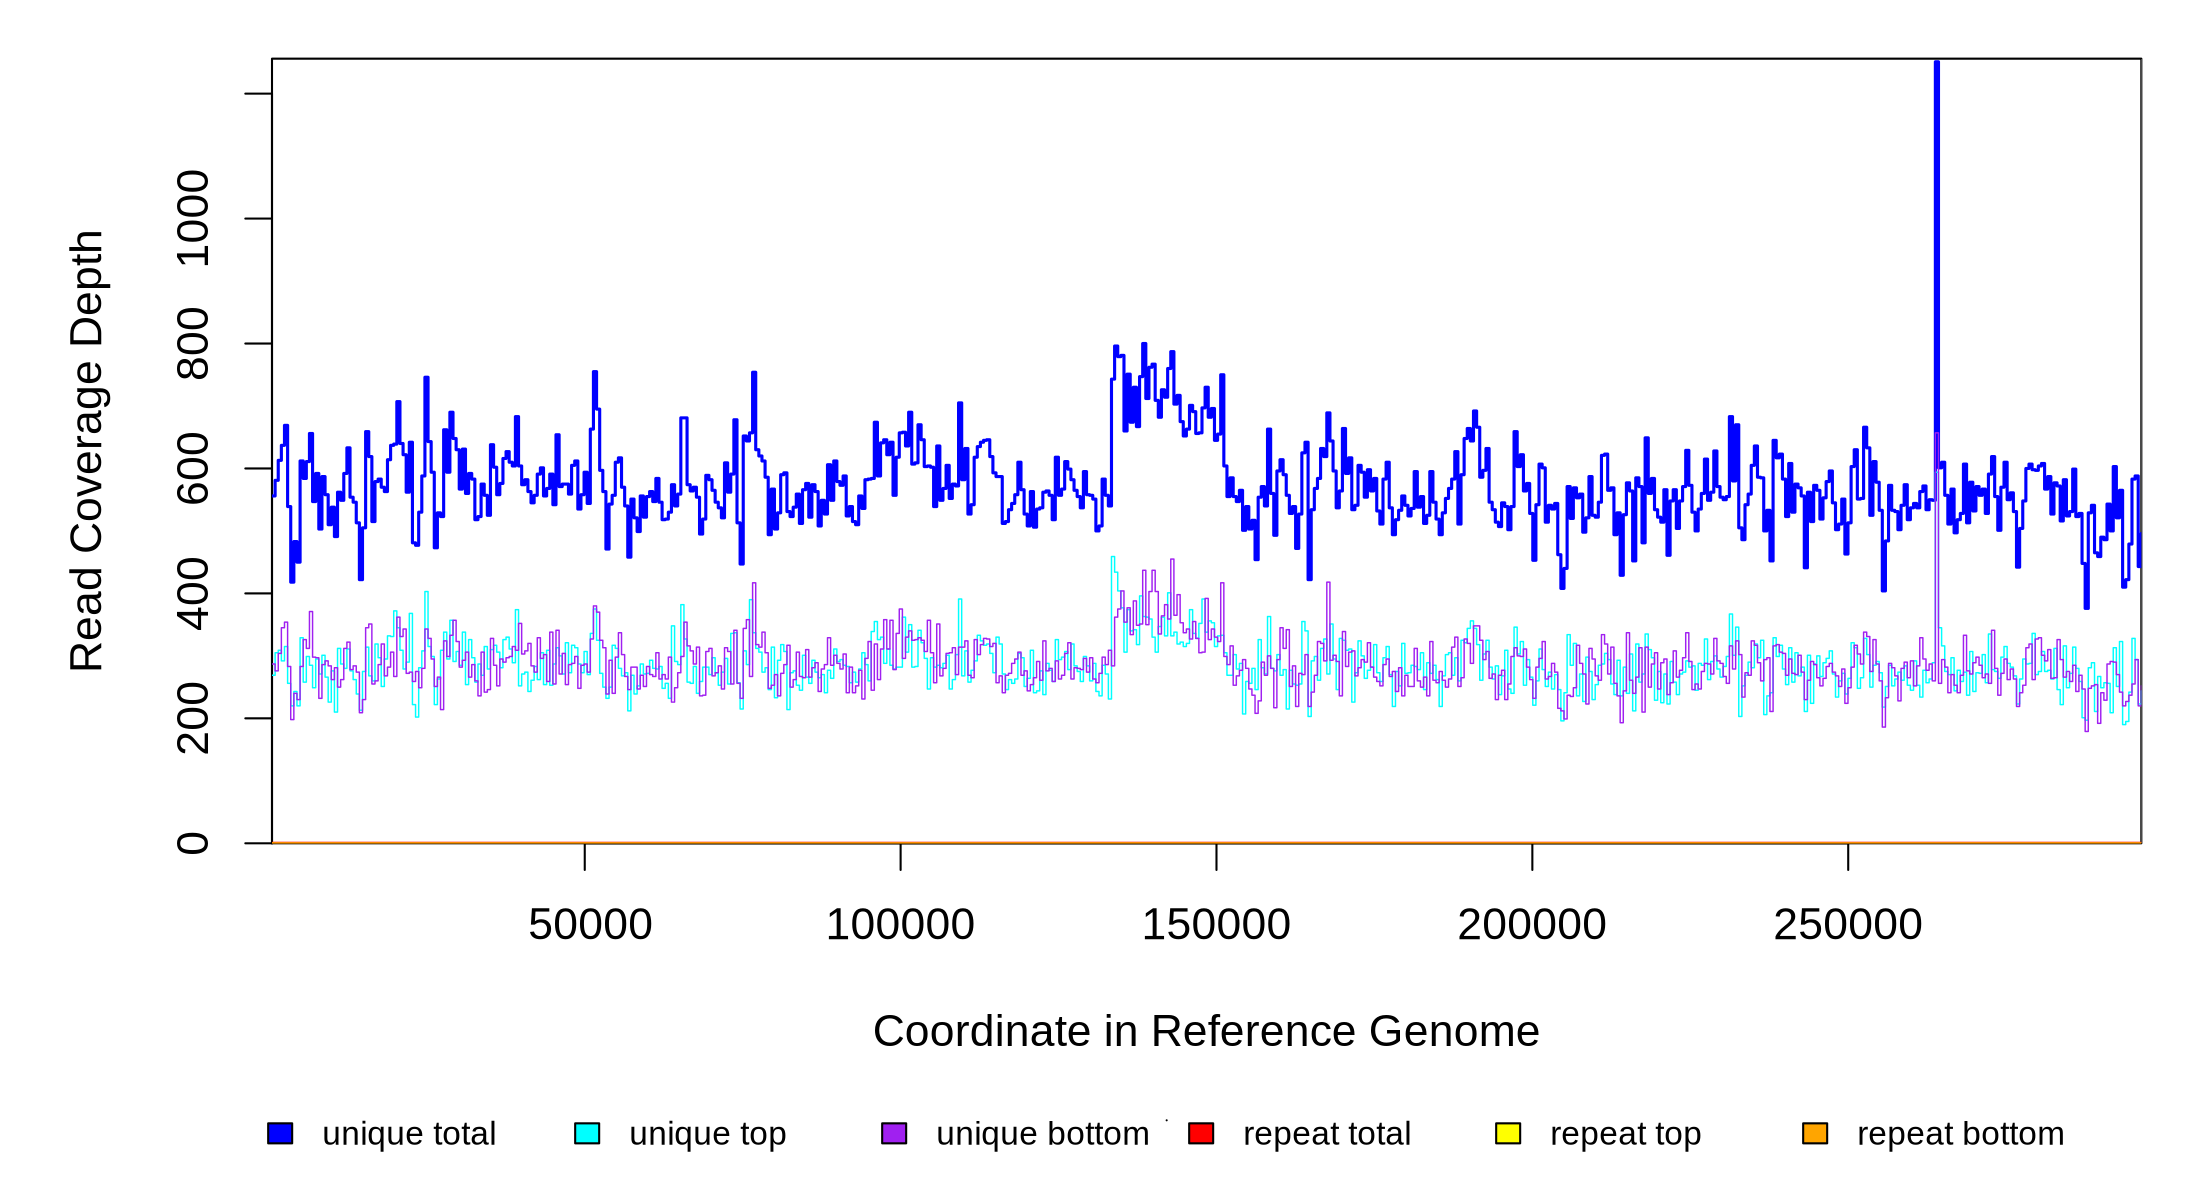 Read Coverage Depth
1000
800
600
400
200
0
50000 100000 150000 200000 250000
Coordinate in Reference Genome
unique total unique top unique bottom repeat total repeat top repeat bottom